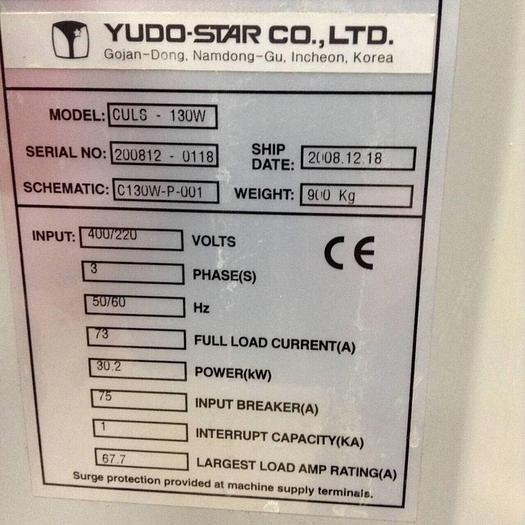 YUDO-STAR CO., LTD.
Gojan-Dong, Namdong-Gu, Incheon, Korea
MODEL: CULS - 130W
SERIAL NO: 200812 - 0118 SHIP DATE: 2008.12.18
SCHEMATIC: C130W-P-001 WEIGHT: 900 Kg
INPUT: 400/220 VOLTS
3 PHASE(S)
50/60 Hz
73 FULL LOAD CURRENT(A)
30.2 POWER(kW)
75 INPUT BREAKER(A)
1 INTERRUPT CAPACITY(KA)
67.7 LARGEST LOAD AMP RATING(A)
Surge protection provided at machine supply terminals.
CE